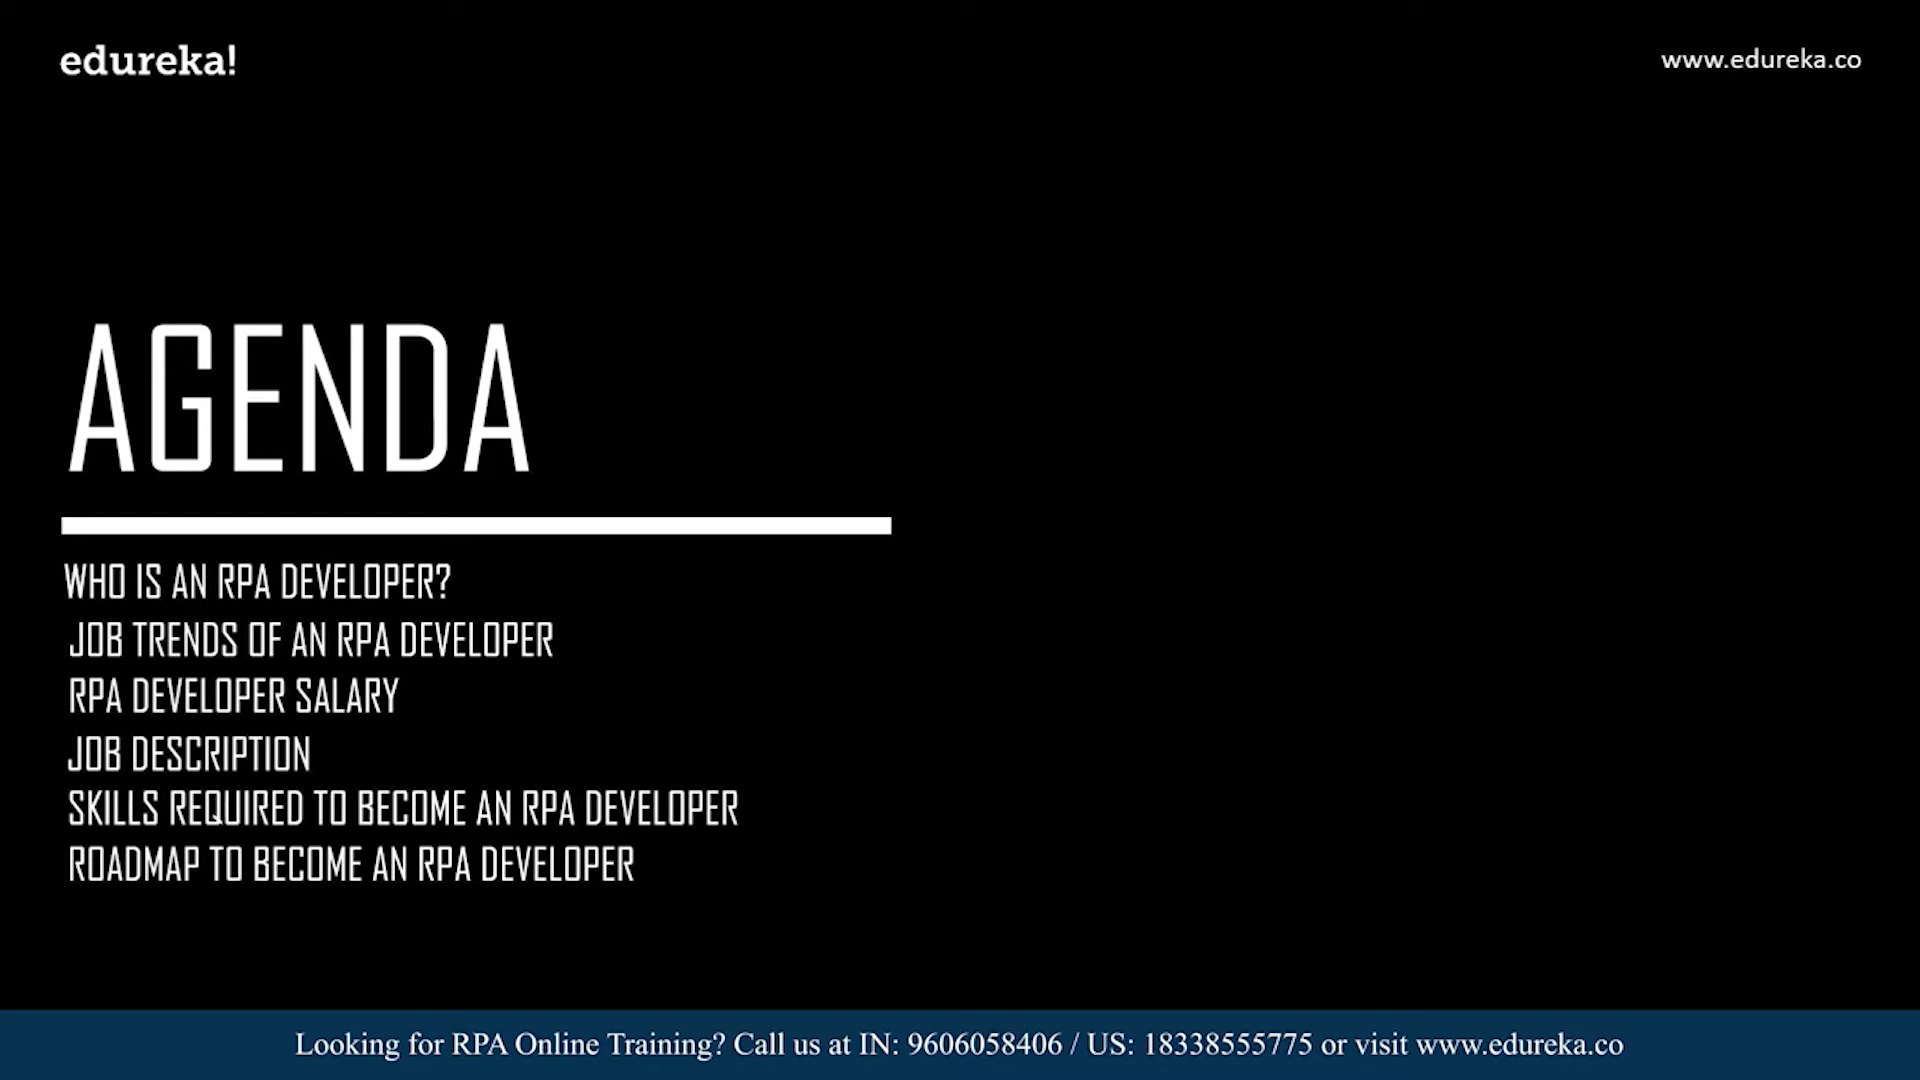 edureka!
www.edureka.co
AGENDA
WHO IS AN RPA DEVELOPER?
JOB TRENDS OF AN RPA DEVELOPER
RPA DEVELOPER SALARY
JOB DESCRIPTION
SKILLS REQUIRED TO BECOME AN RPA DEVELOPER
ROADMAP TO BECOME AN RPA DEVELOPER
Looking for RPA Online Training? Call us at IN: 9606058406 / US: 18338555775 or visit www.edureka.co